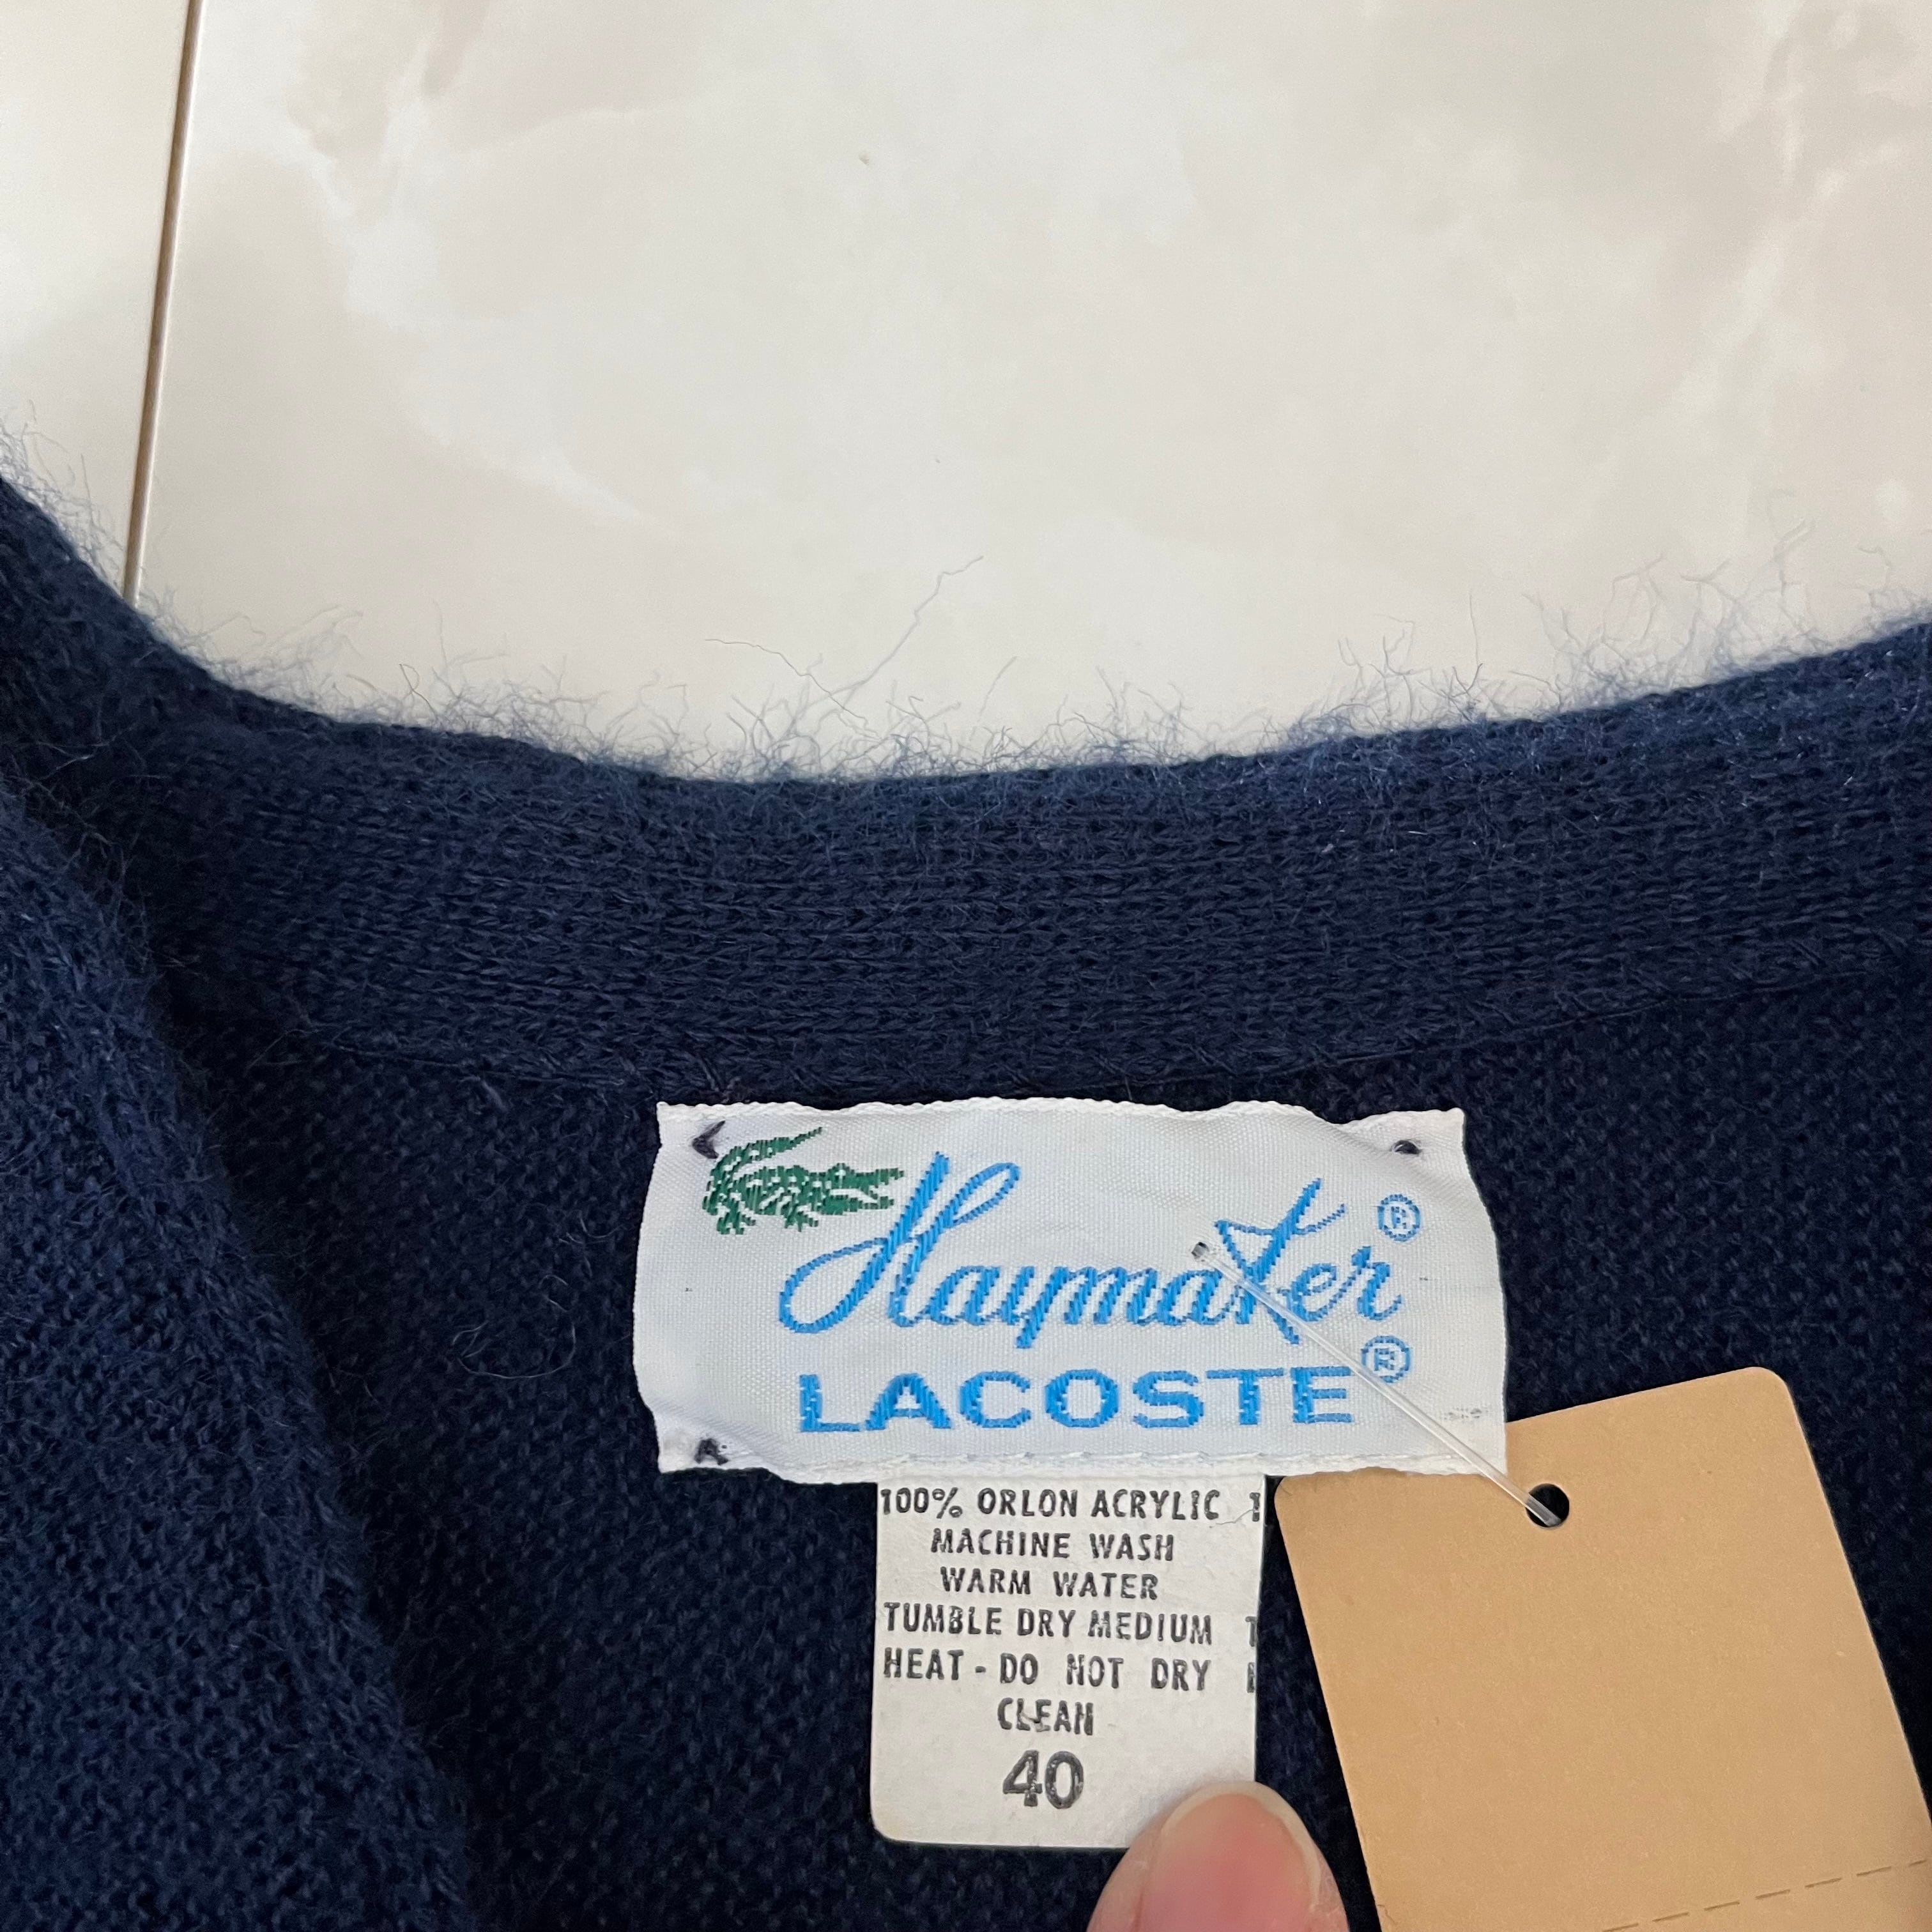 Haymaker®
LACOSTE®
100% ORLON ACRYLIC
MACHINE WASH
WARM WATER
TUMBLE DRY MEDIUM
HEAT - DO NOT DRY
CLEAN
40